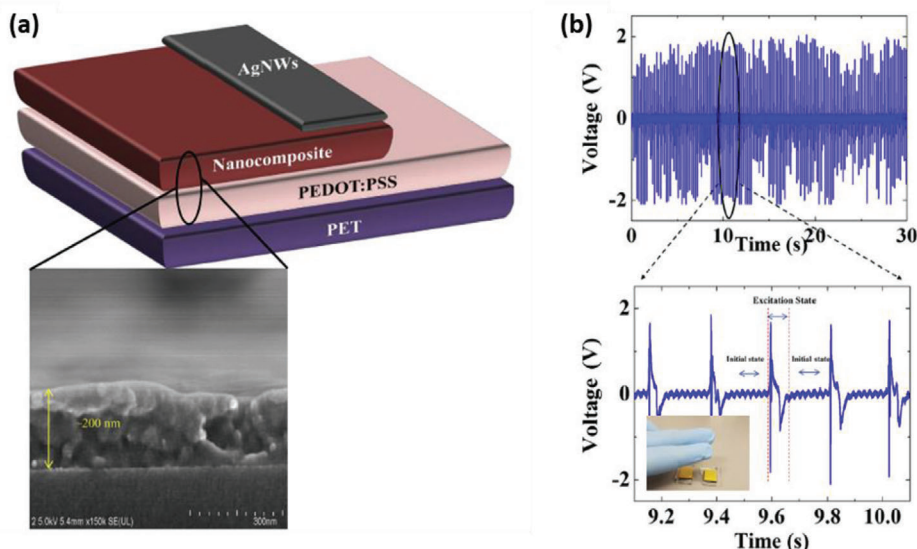 (a)
AgNWs
Nanocomposite
PEDOT:PSS
PET
~200 nm
2 5.0kV 5.4mm x150k SE(UL)
300nm
(b)
Voltage (V)
2
0
-2
0 10 20 30
Time (s)
Voltage (V)
2
0
-2
Excitation State
Initial state
Initial state
9.2 9.4 9.6 9.8 10.0
Time (s)